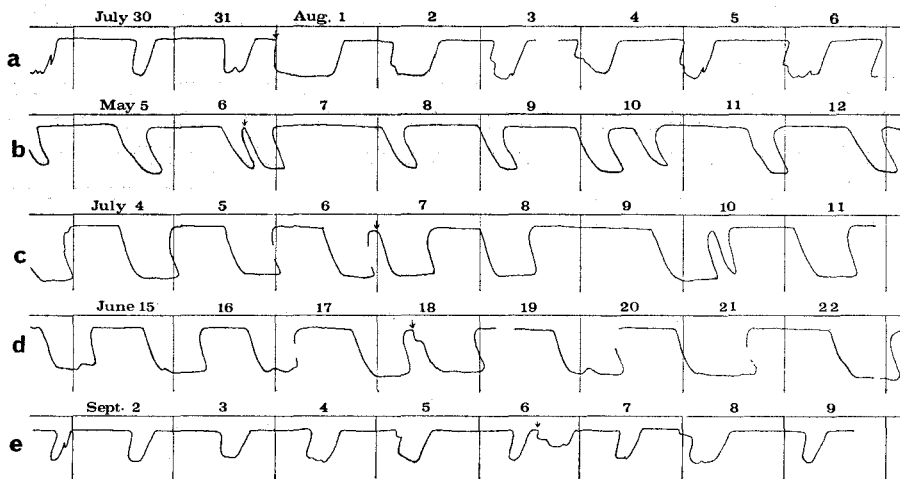 July 30 31 Aug. 1 2 3 4 5 6
a
May 5 6 7 8 9 10 11 12
b
July 4 5 6 7 8 9 10 11
c
June 15 16 17 18 19 20 21 22
d
Sept. 2 3 4 5 6 7 8 9
e